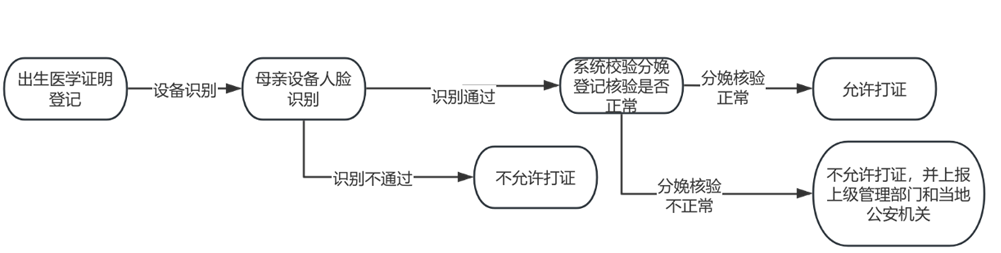 出生医学证明
登记
设备识别
母亲设备人脸
识别
识别通过
系统校验分娩
登记核验是否
正常
分娩核验
正常
允许打证
识别不通过
不允许打证
分娩核验
不正常
不允许打证，并上报
上级管理部门和当地
公安机关